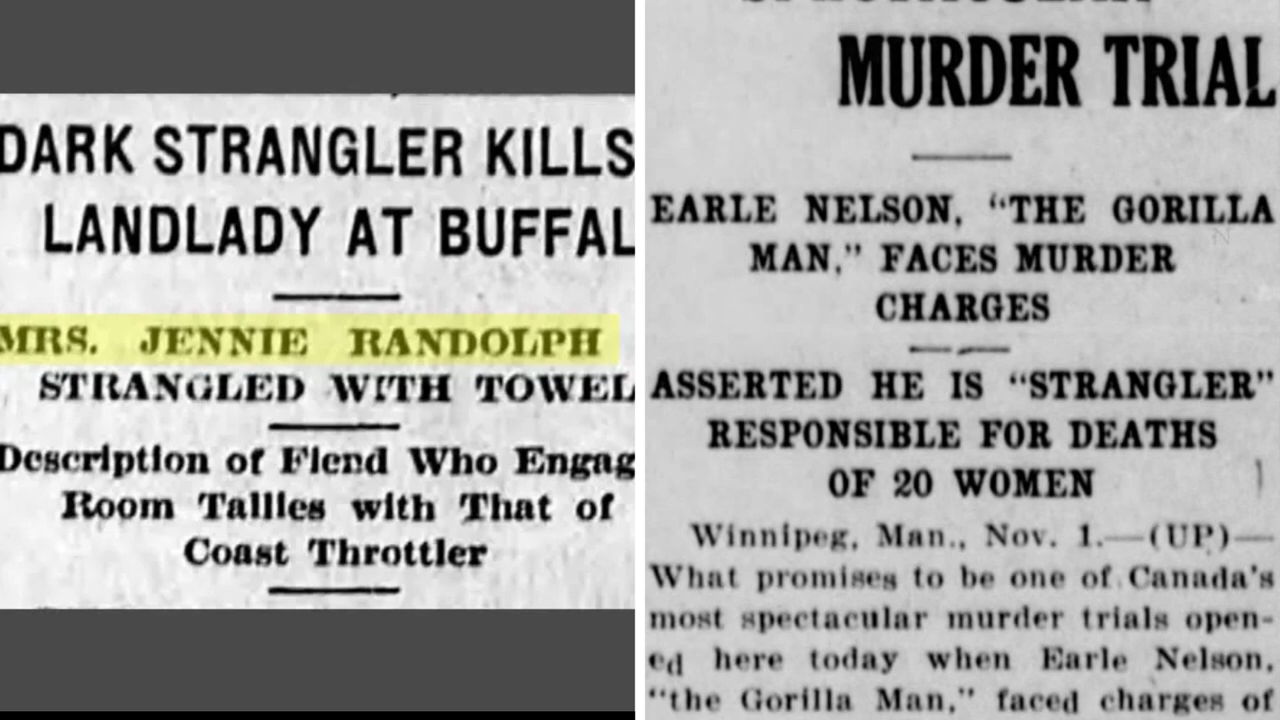 DARK STRANGLER KILLS
LANDLADY AT BUFFAL
MRS. JENNIE RANDOLPH
STRANGLED WITH TOWEL
Description of Fiend Who Engag
Room Tallies with That of
Coast Throttler
MURDER TRIAL
EARLE NELSON, "THE GORILLA
MAN," FACES MURDER
CHARGES
ASSERTED HE IS "STRANGLER"
RESPONSIBLE FOR DEATHS
OF 20 WOMEN
Winnipeg, Man., Nov. 1.—(UP)—
What promises to be one of Canada's
most spectacular murder trials open-
ed here today when Earle Nelson,
"the Gorilla Man," faced charges of